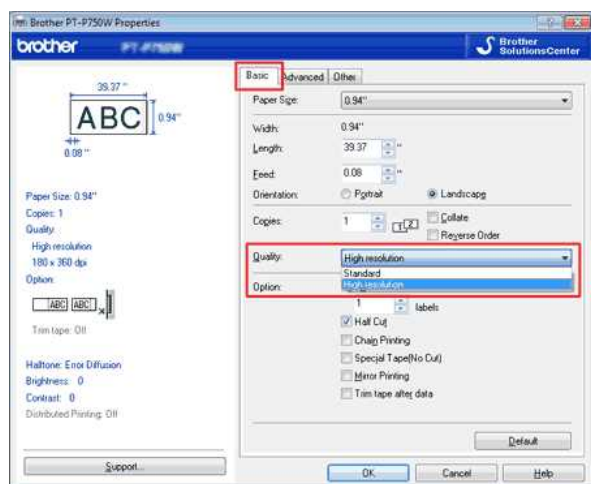 Brother PT-P750W Properties
brother PT-P750W Brother SolutionsCenter
39.37 "
ABC
0.94"
0.08 "
Paper Size: 0.94"
Copies: 1
Quality:
High resolution
180 x 360 dpi
Option:
ABC ABC x
Trim tape: Off
Halftone: Error Diffusion
Brightness: 0
Contrast: 0
Distributed Printing: Off
Support...
Basic Advanced Other
Paper Size: 0.94"
Width: 0.94"
Length: 39.37 "
Feed: 0.08 "
Orientation: Portrait Landscape
Copies: 1 1 2 Collate
Reverse Order
Quality: High resolution
Standard
High resolution
Option:
1 labels
Half Cut
Chain Printing
Special Tape(No Cut)
Mirror Printing
Trim tape after data
Default
OK Cancel Help